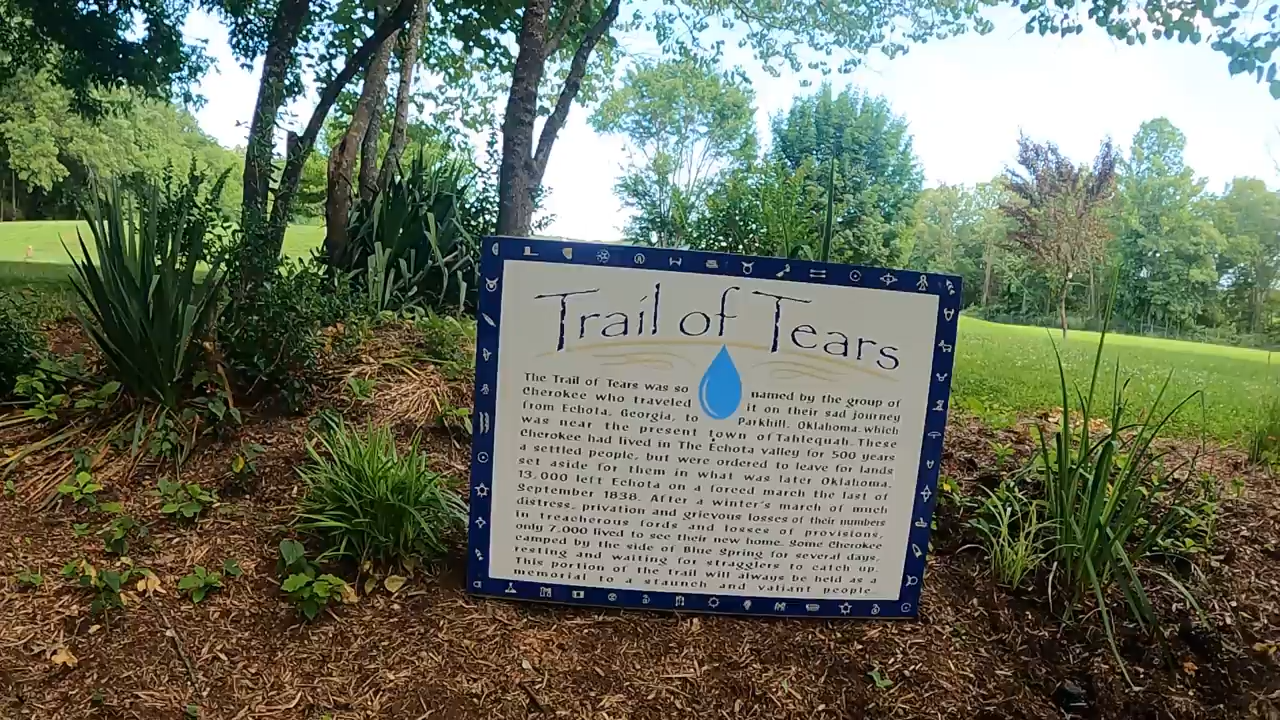 Trail of Tears
The Trail of Tears was so named by the group of
Cherokee who traveled it on their sad journey
from Echota, Georgia, to Parkhill, Oklahoma, which
was near the present town of Tahlequah. These
Cherokee had lived in The Echota valley for 500 years
a settled people, but were ordered to leave for lands
set aside for them in what was later Oklahoma.
13,000 left Echota on a forced march the last of
September 1838. After a winter's march of much
distress, privation and grievous losses of their numbers
in treacherous fords and losses of provisions,
only 7,000 lived to see their new home. Some Cherokee
camped by the side of Blue Spring for several days,
resting and waiting for stragglers to catch up.
This portion of the trail will always be held as a
memorial to a staunch and valiant people.